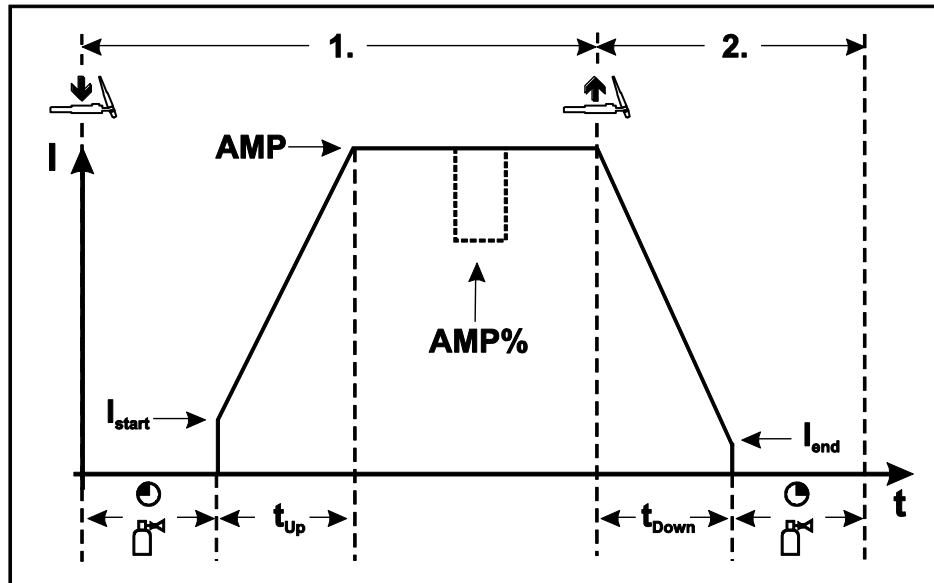 1.
2.
AMP
I
AMP%
Istart
Iend
t
tUp
tDown